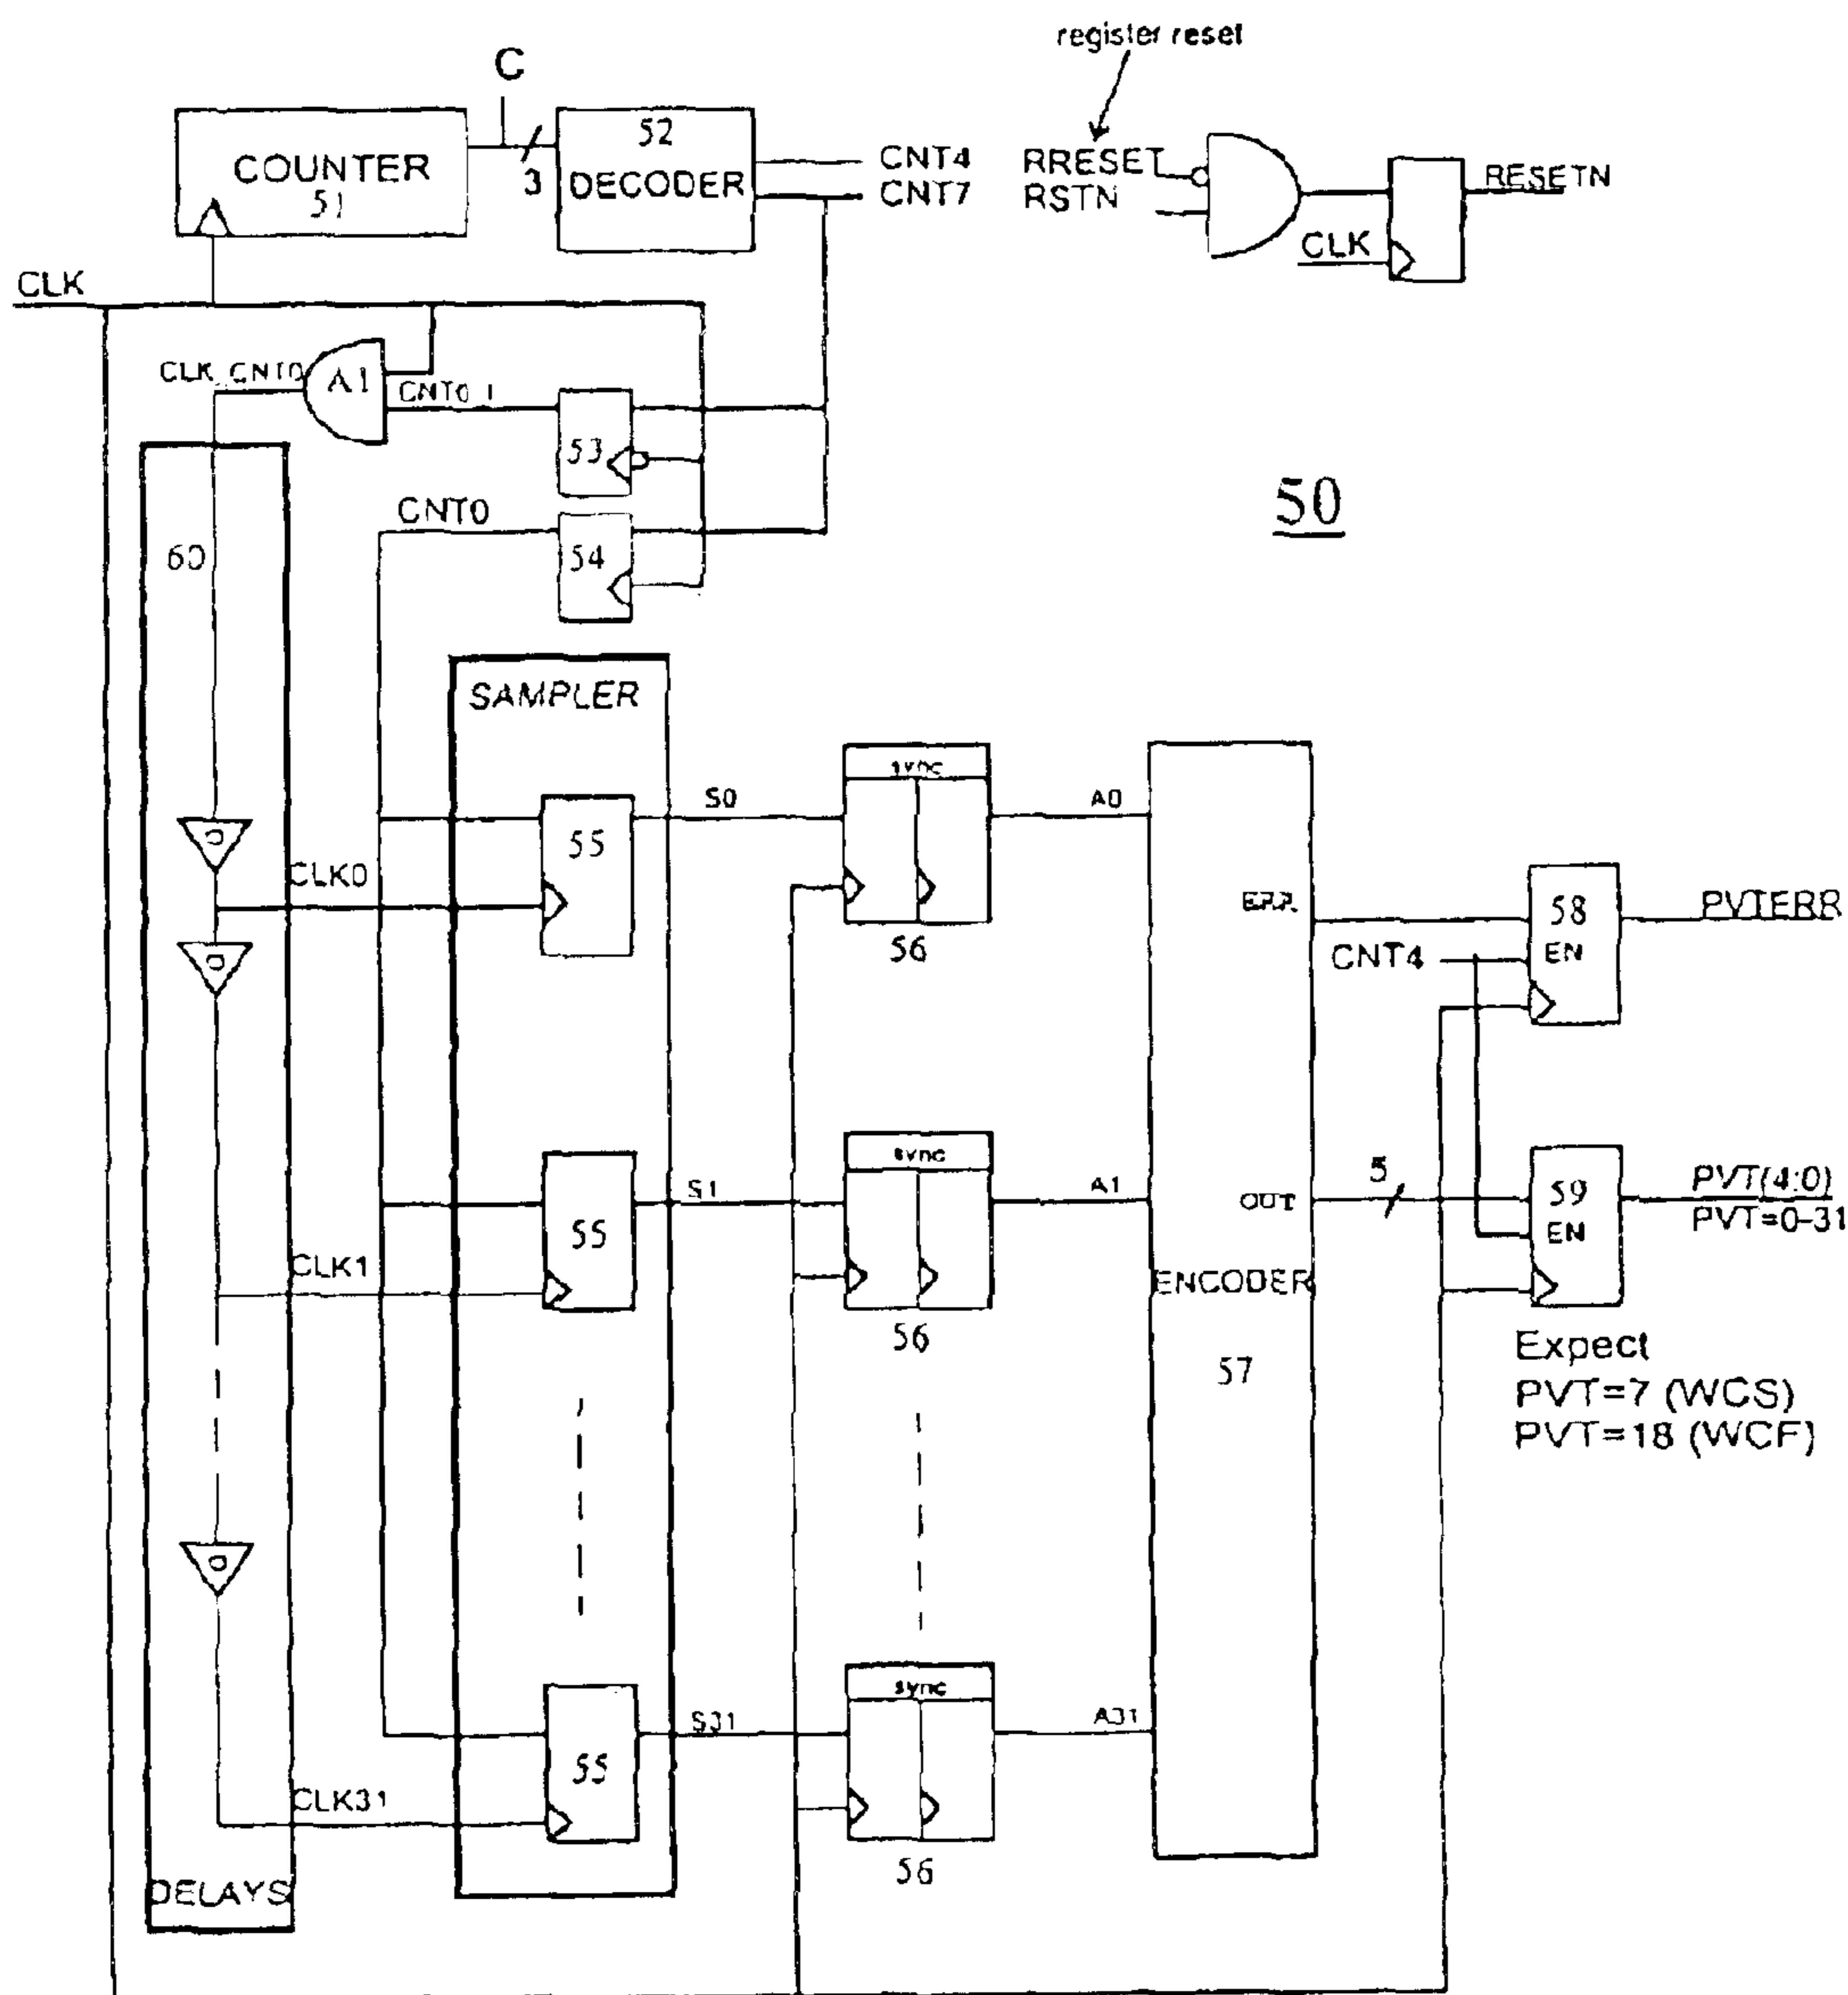 register reset
C
COUNTER
51
3
52
DECODER
CNT4
CNT7
RRESET
RSTN
CLK
RESETN
CLK
CLK_CNT0
A1
CNT0_1
53
CNT0
54
50
60
SAMPLER
CLK0
55
S0
sync
56
A0
ERR
58
EN
PVTERR
CNT4
CLK1
55
S1
sync
56
A1
OUT
5
59
EN
PVT(4:0)
PVT=0-31
ENCODER
57
Expect
PVT=7 (WCS)
PVT=18 (WCF)
CLK31
55
S31
sync
56
A31
DELAYS